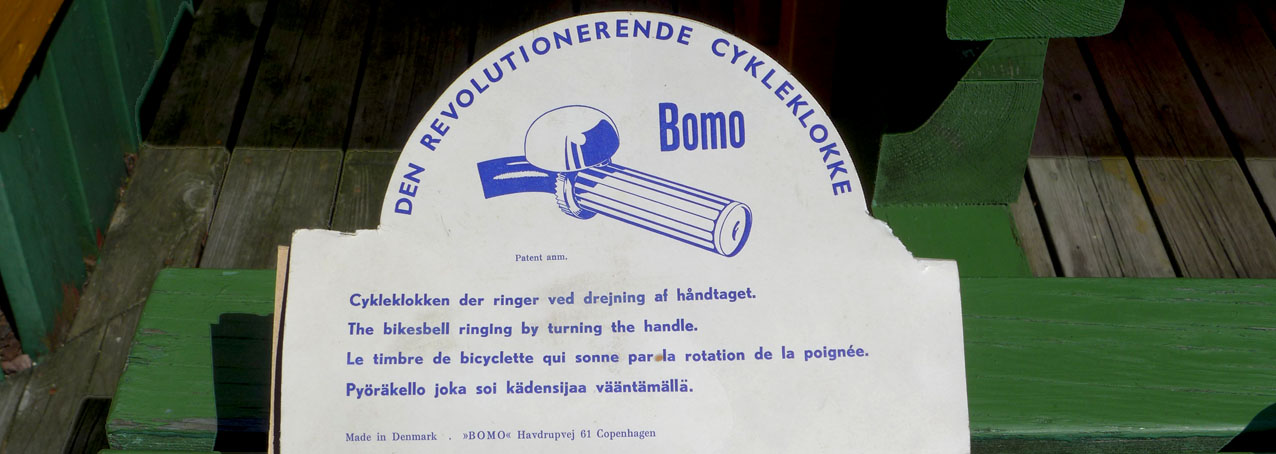 DEN REVOLUTIONERENDE CYKLEKLOKKE
Bomo
Patent anm.
Cykleklokken der ringer ved drejning af håndtaget.
The bikesbell ringing by turning the handle.
Le timbre de bicyclette qui sonne par la rotation de la poignée.
Pyöräkello joka soi kädensijaa vääntämällä.
Made in Denmark . »BOMO« Havdrupvej 61 Copenhagen